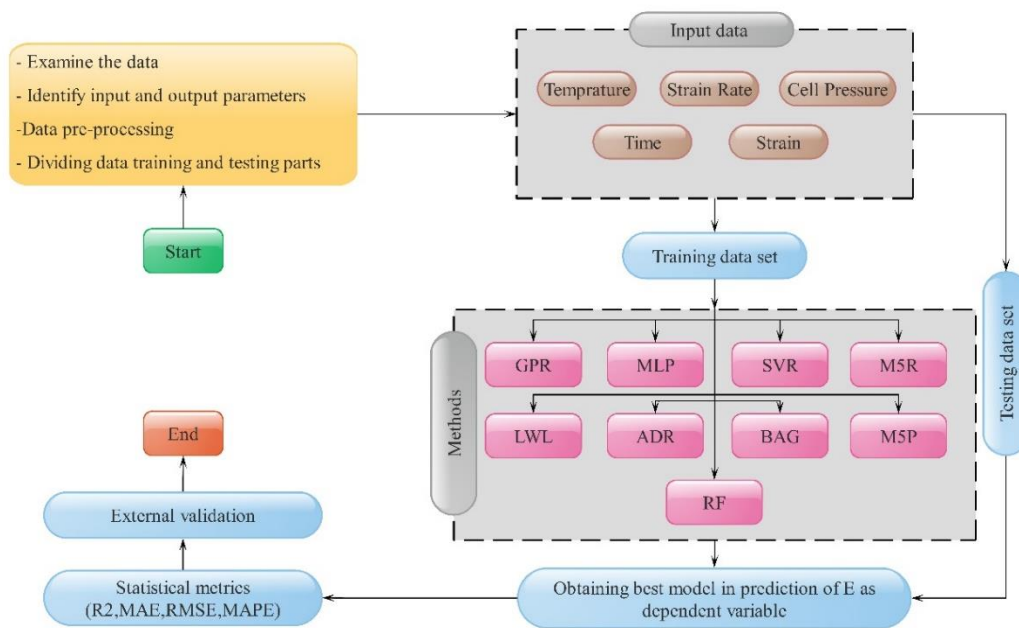 - Examine the data
- Identify input and output parameters
-Data pre-processing
- Dividing data training and testing parts
Start
Input data
Temprature
Strain Rate
Cell Pressure
Time
Strain
Training data set
Testing data set
Methods
GPR
MLP
SVR
M5R
LWL
ADR
BAG
M5P
RF
Obtaining best model in prediction of E as
dependent variable
Statistical metrics
(R2,MAE,RMSE,MAPE)
External validation
End